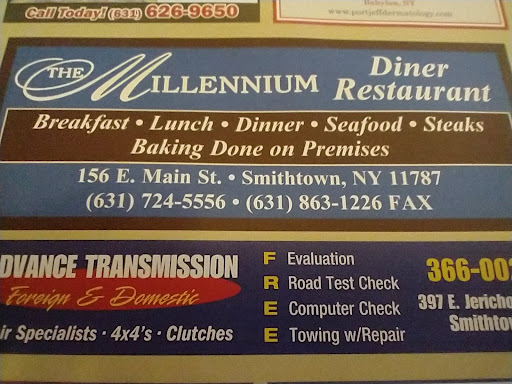 Call Today! (631) 626-9650
Babylon, NY
www.portjeffdermatology.com
THE MILLENNIUM Diner Restaurant
Breakfast • Lunch • Dinner • Seafood • Steaks
Baking Done on Premises
156 E. Main St. • Smithtown, NY 11787
(631) 724-5556 • (631) 863-1226 FAX
DVANCE TRANSMISSION
Foreign & Domestic
ir Specialists · 4x4's · Clutches
F Evaluation
R Road Test Check
E Computer Check
E Towing w/Repair
366-00
397 E. Jericho
Smithtow